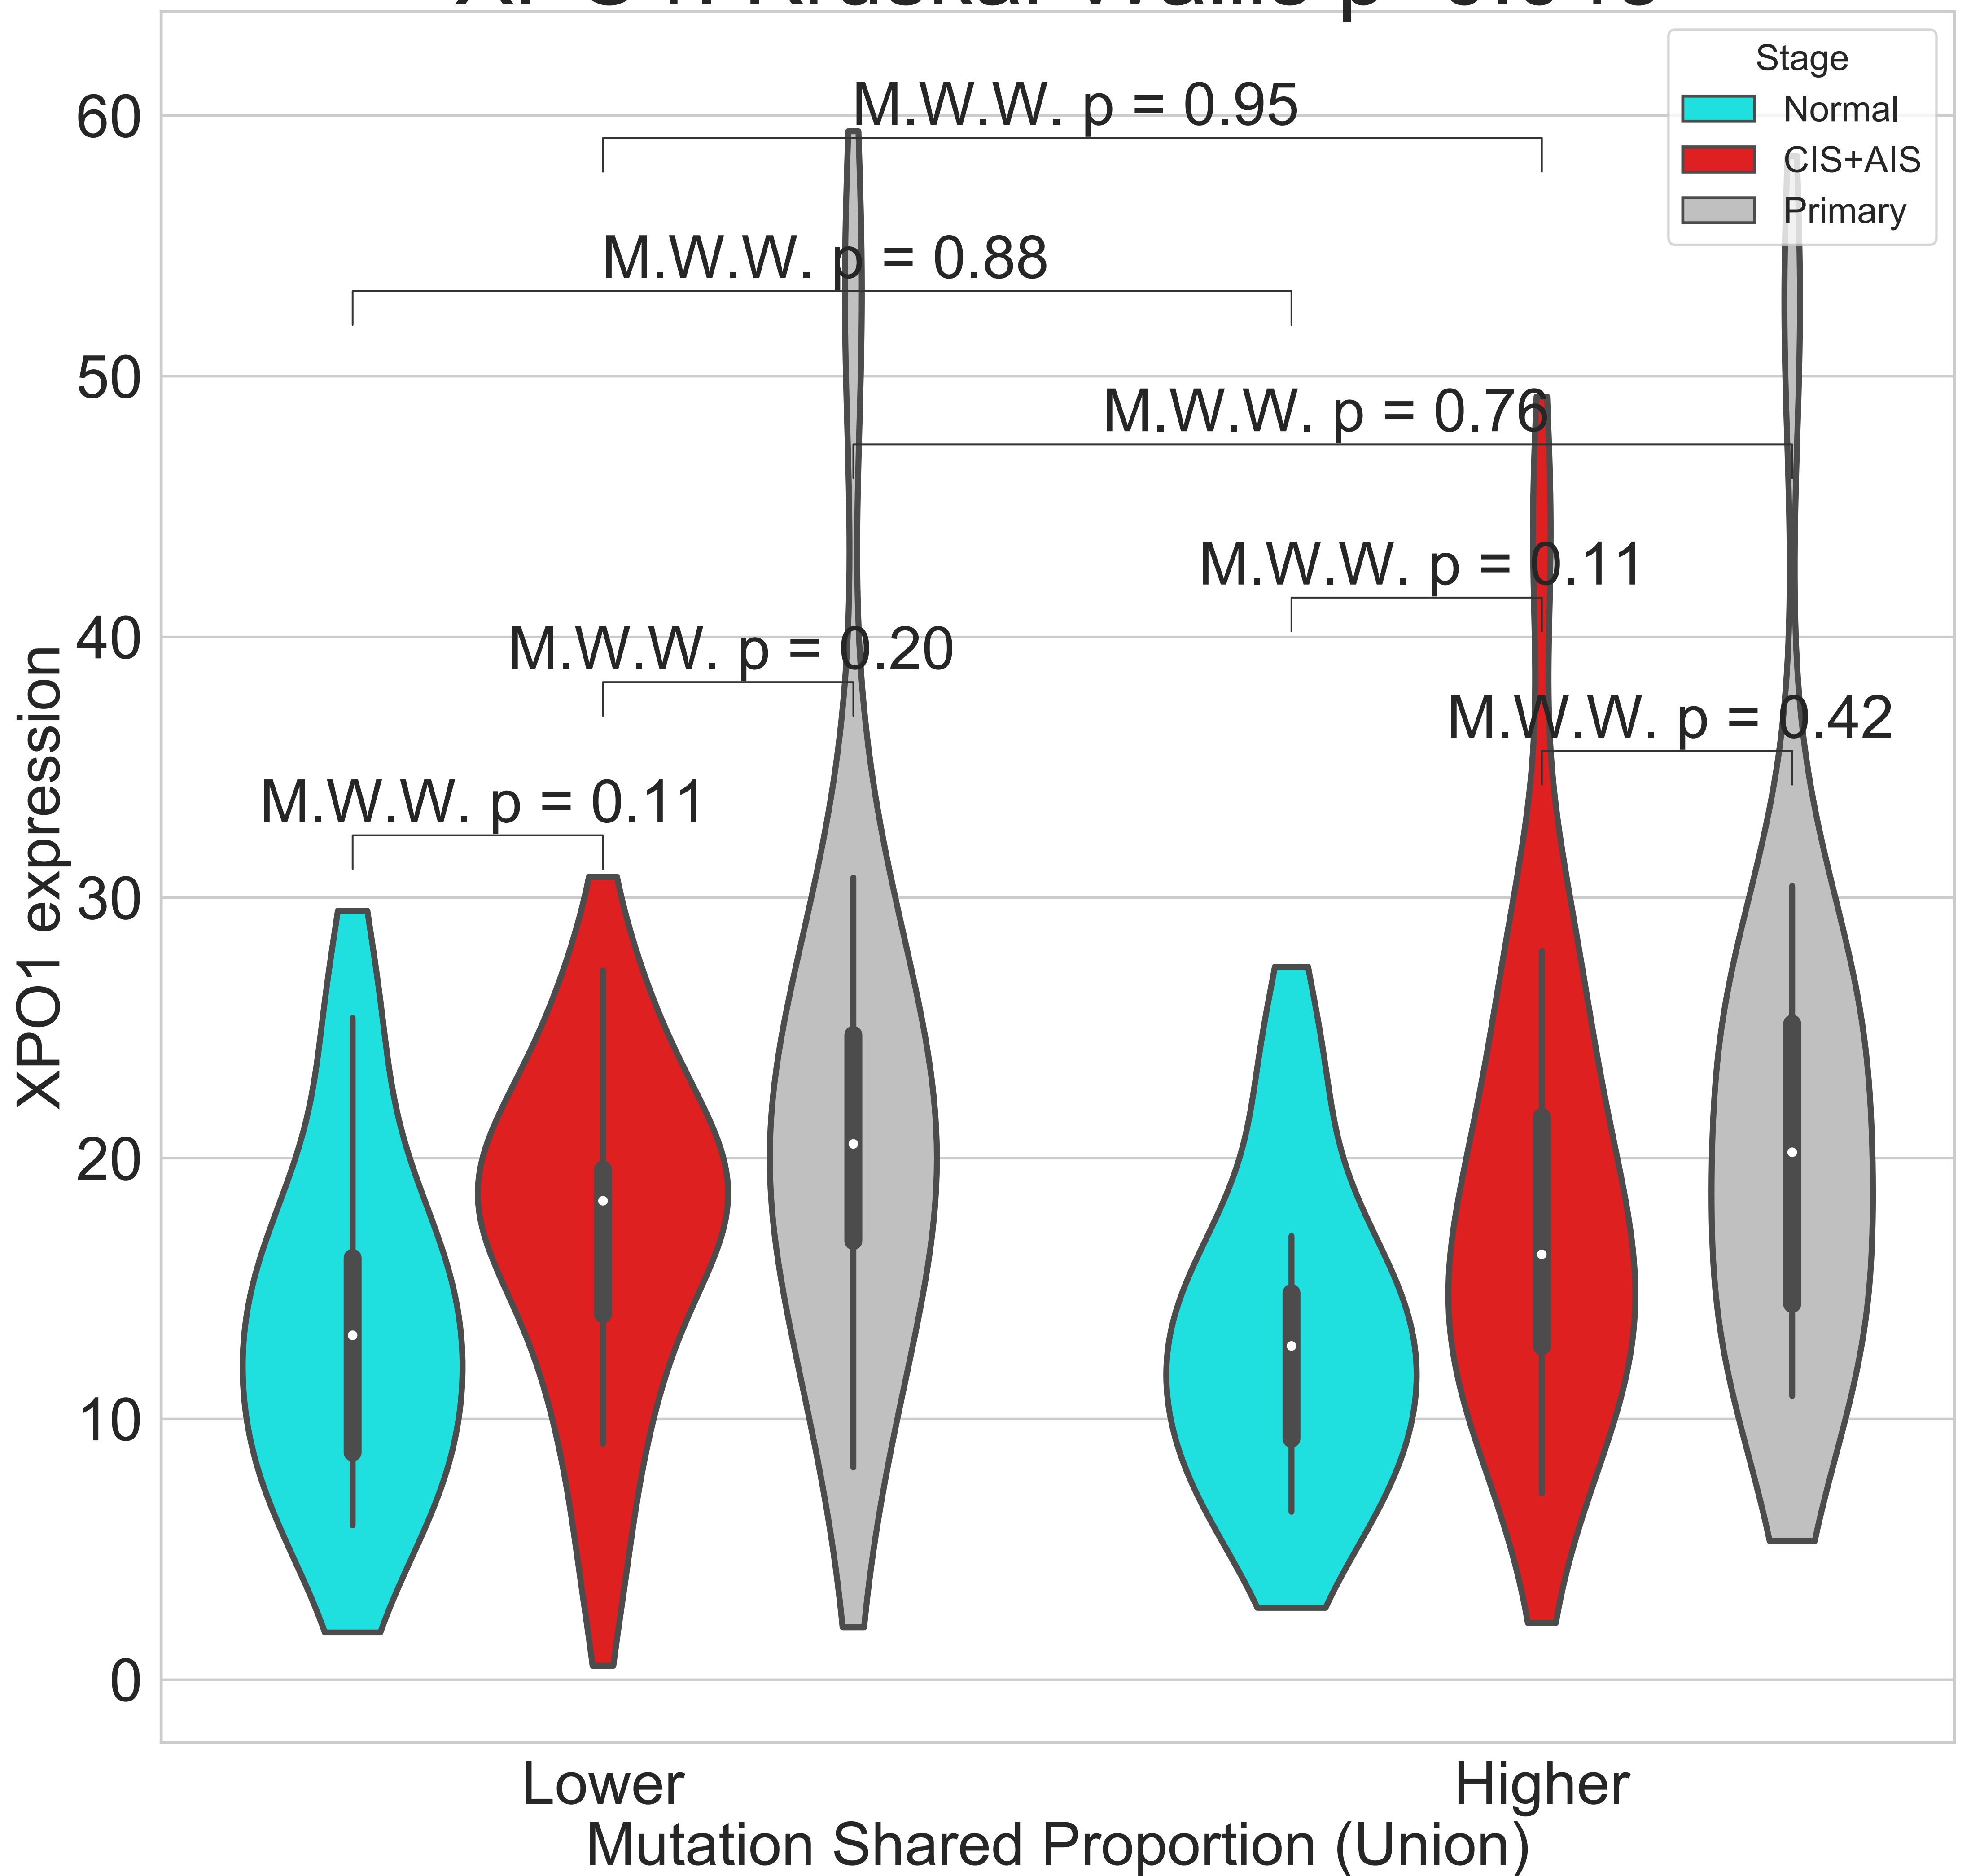 Stage
Normal
CIS+AIS
Primary
M.W.W. p = 0.95
M.W.W. p = 0.88
M.W.W. p = 0.76
M.W.W. p = 0.11
M.W.W. p = 0.20
M.W.W. p = 0.42
M.W.W. p = 0.11
60
50
40
30
20
10
0
XPO1 expression
Lower
Higher
Mutation Shared Proportion (Union)